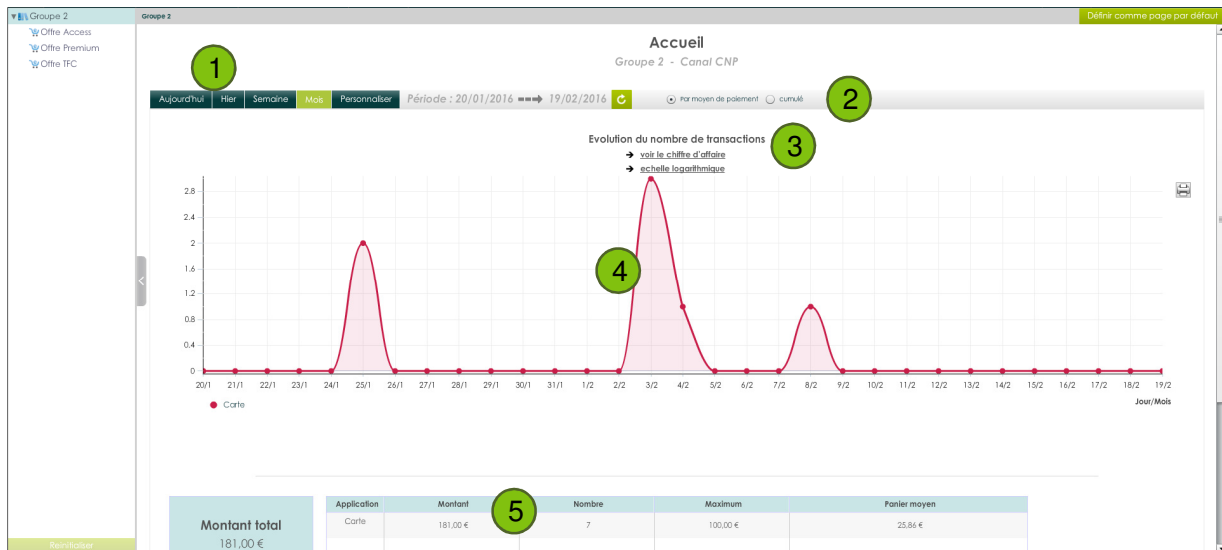 Groupe 2
Offre Access
Offre Premium
Offre TFC
Groupe 2
Définir comme page par défaut
Accueil
Groupe 2 - Canal CNP
1
Aujourd'hui Hier Semaine Mois Personnaliser Période : 20/01/2016 19/02/2016 Par moyen de paiement cumulé 2
Evolution du nombre de transactions 3
voir le chiffre d'affaire
echelle logarithmique
2.8
2.4
2
1.6
1.2
0.8
0.4
0
4
20/1 21/1 22/1 23/1 24/1 25/1 26/1 27/1 28/1 29/1 30/1 31/1 1/2 2/2 3/2 4/2 5/2 6/2 7/2 8/2 9/2 10/2 11/2 12/2 13/2 14/2 15/2 16/2 17/2 18/2 19/2
Carte
Jour/Mois
Application Montant 5 Nombre Maximum Panier moyen
Carte 181,00 € 7 100,00 € 25,86 €
Montant total
181,00 €
Reinitialiser